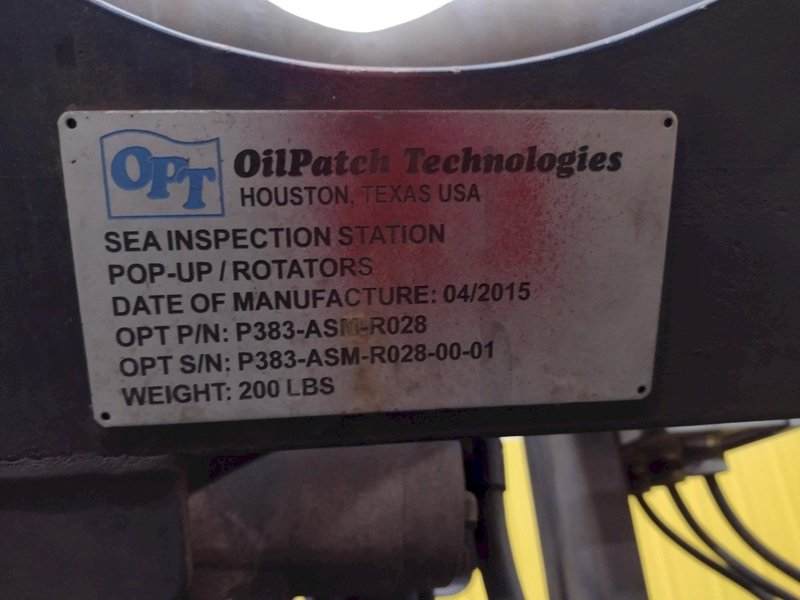 OPT OilPatch Technologies
HOUSTON, TEXAS USA
SEA INSPECTION STATION
POP-UP / ROTATORS
DATE OF MANUFACTURE: 04/2015
OPT P/N: P383-ASM-R028
OPT S/N: P383-ASM-R028-00-01
WEIGHT: 200 LBS